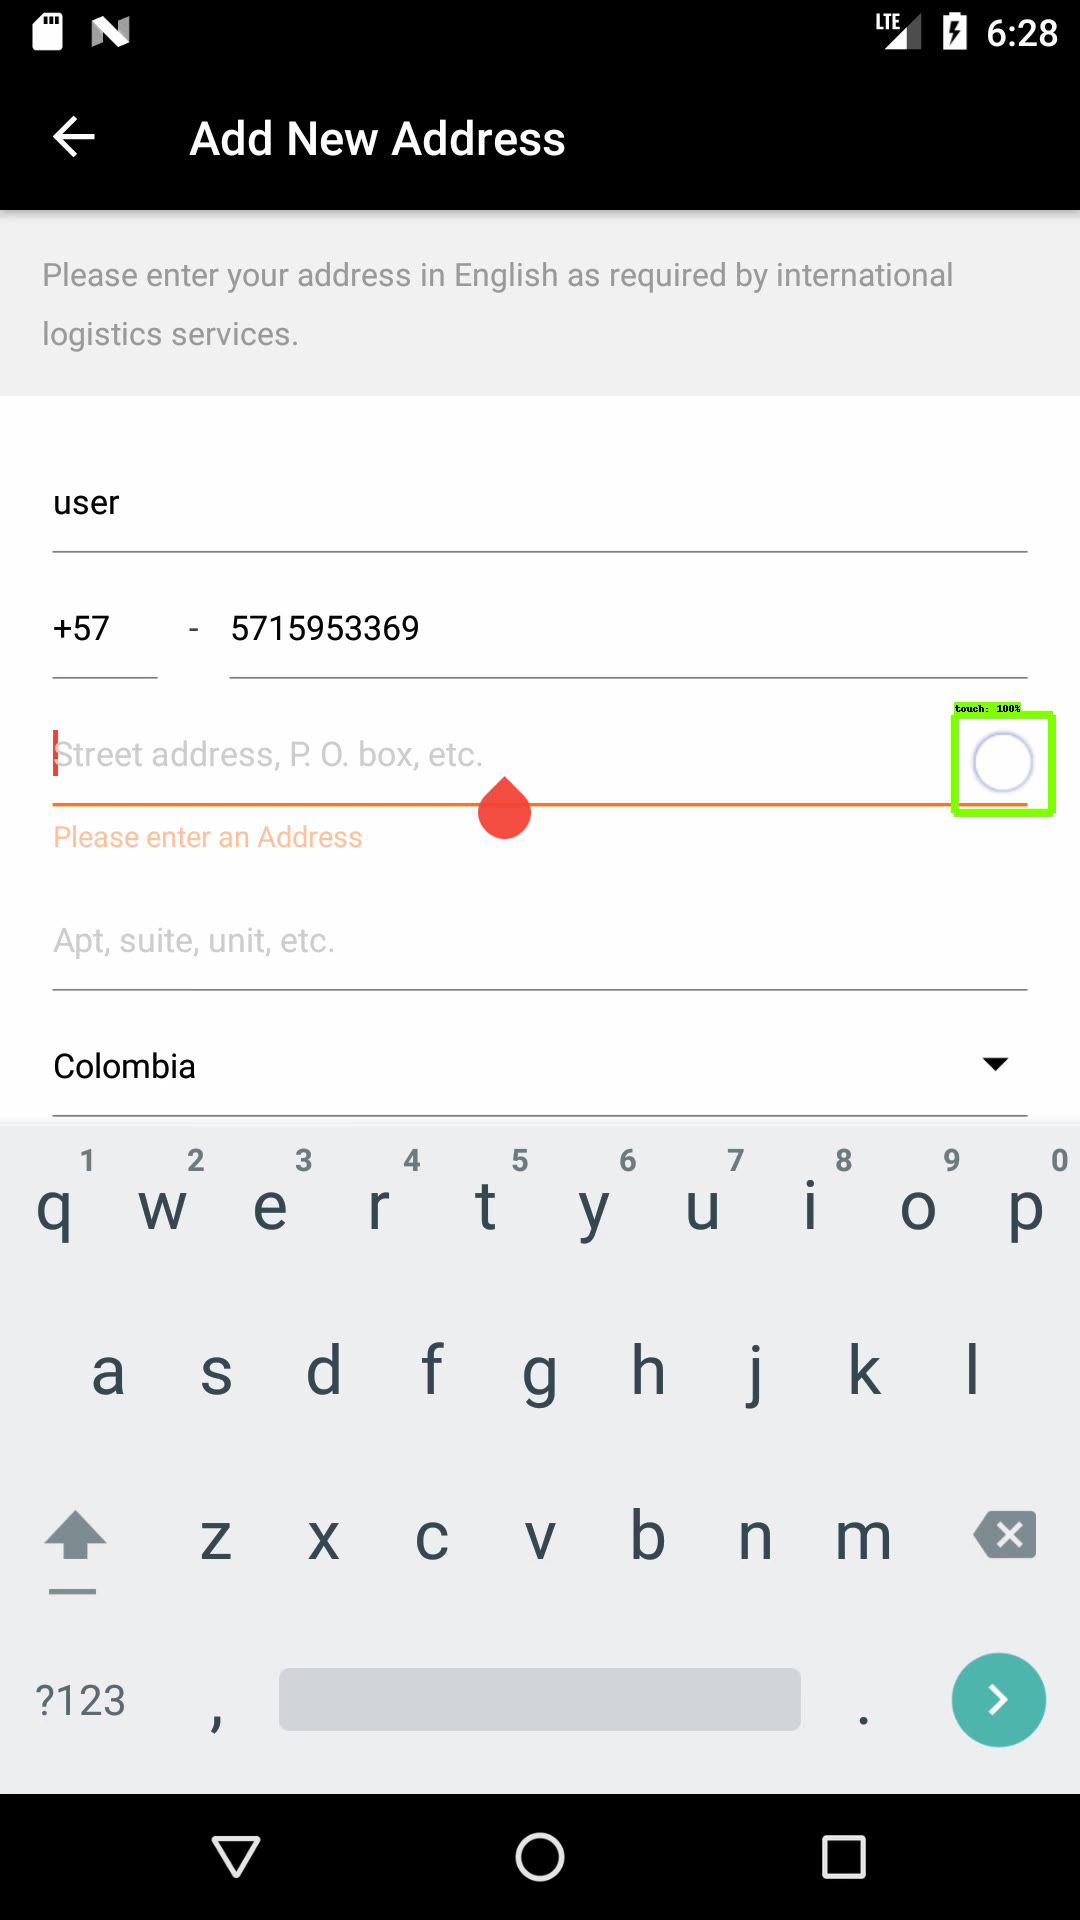 LTE 6:28
Add New Address
Please enter your address in English as required by international
logistics services.
user
+57 - 5715953369
touch: 100%
Street address, P. O. box, etc.
Please enter an Address
Apt, suite, unit, etc.
Colombia
1 2 3 4 5 6 7 8 9 0
q w e r t y u i o p
a s d f g h j k l
z x c v b n m
?123 , .